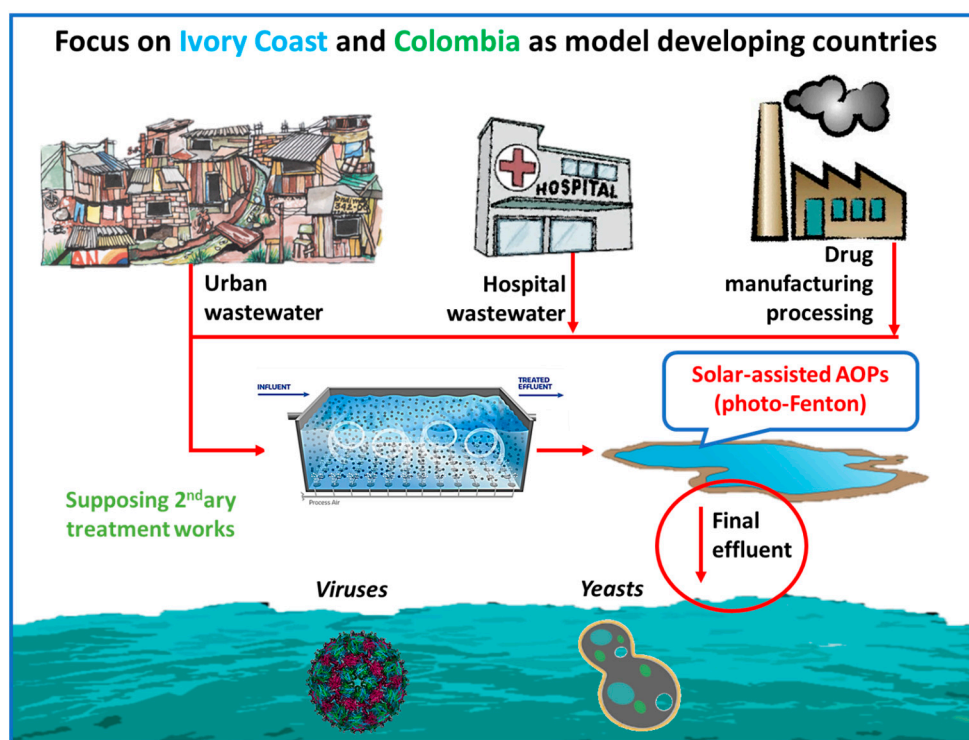 Focus on Ivory Coast and Colombia as model developing countries
HOSPITAL
Urban
wastewater
Hospital
wastewater
Drug
manufacturing
processing
INFLUENT
TREATED
EFFLUENT
Solar-assisted AOPs
(photo-Fenton)
Process Air
Supposing 2ndary
treatment works
Final
effluent
Viruses
Yeasts